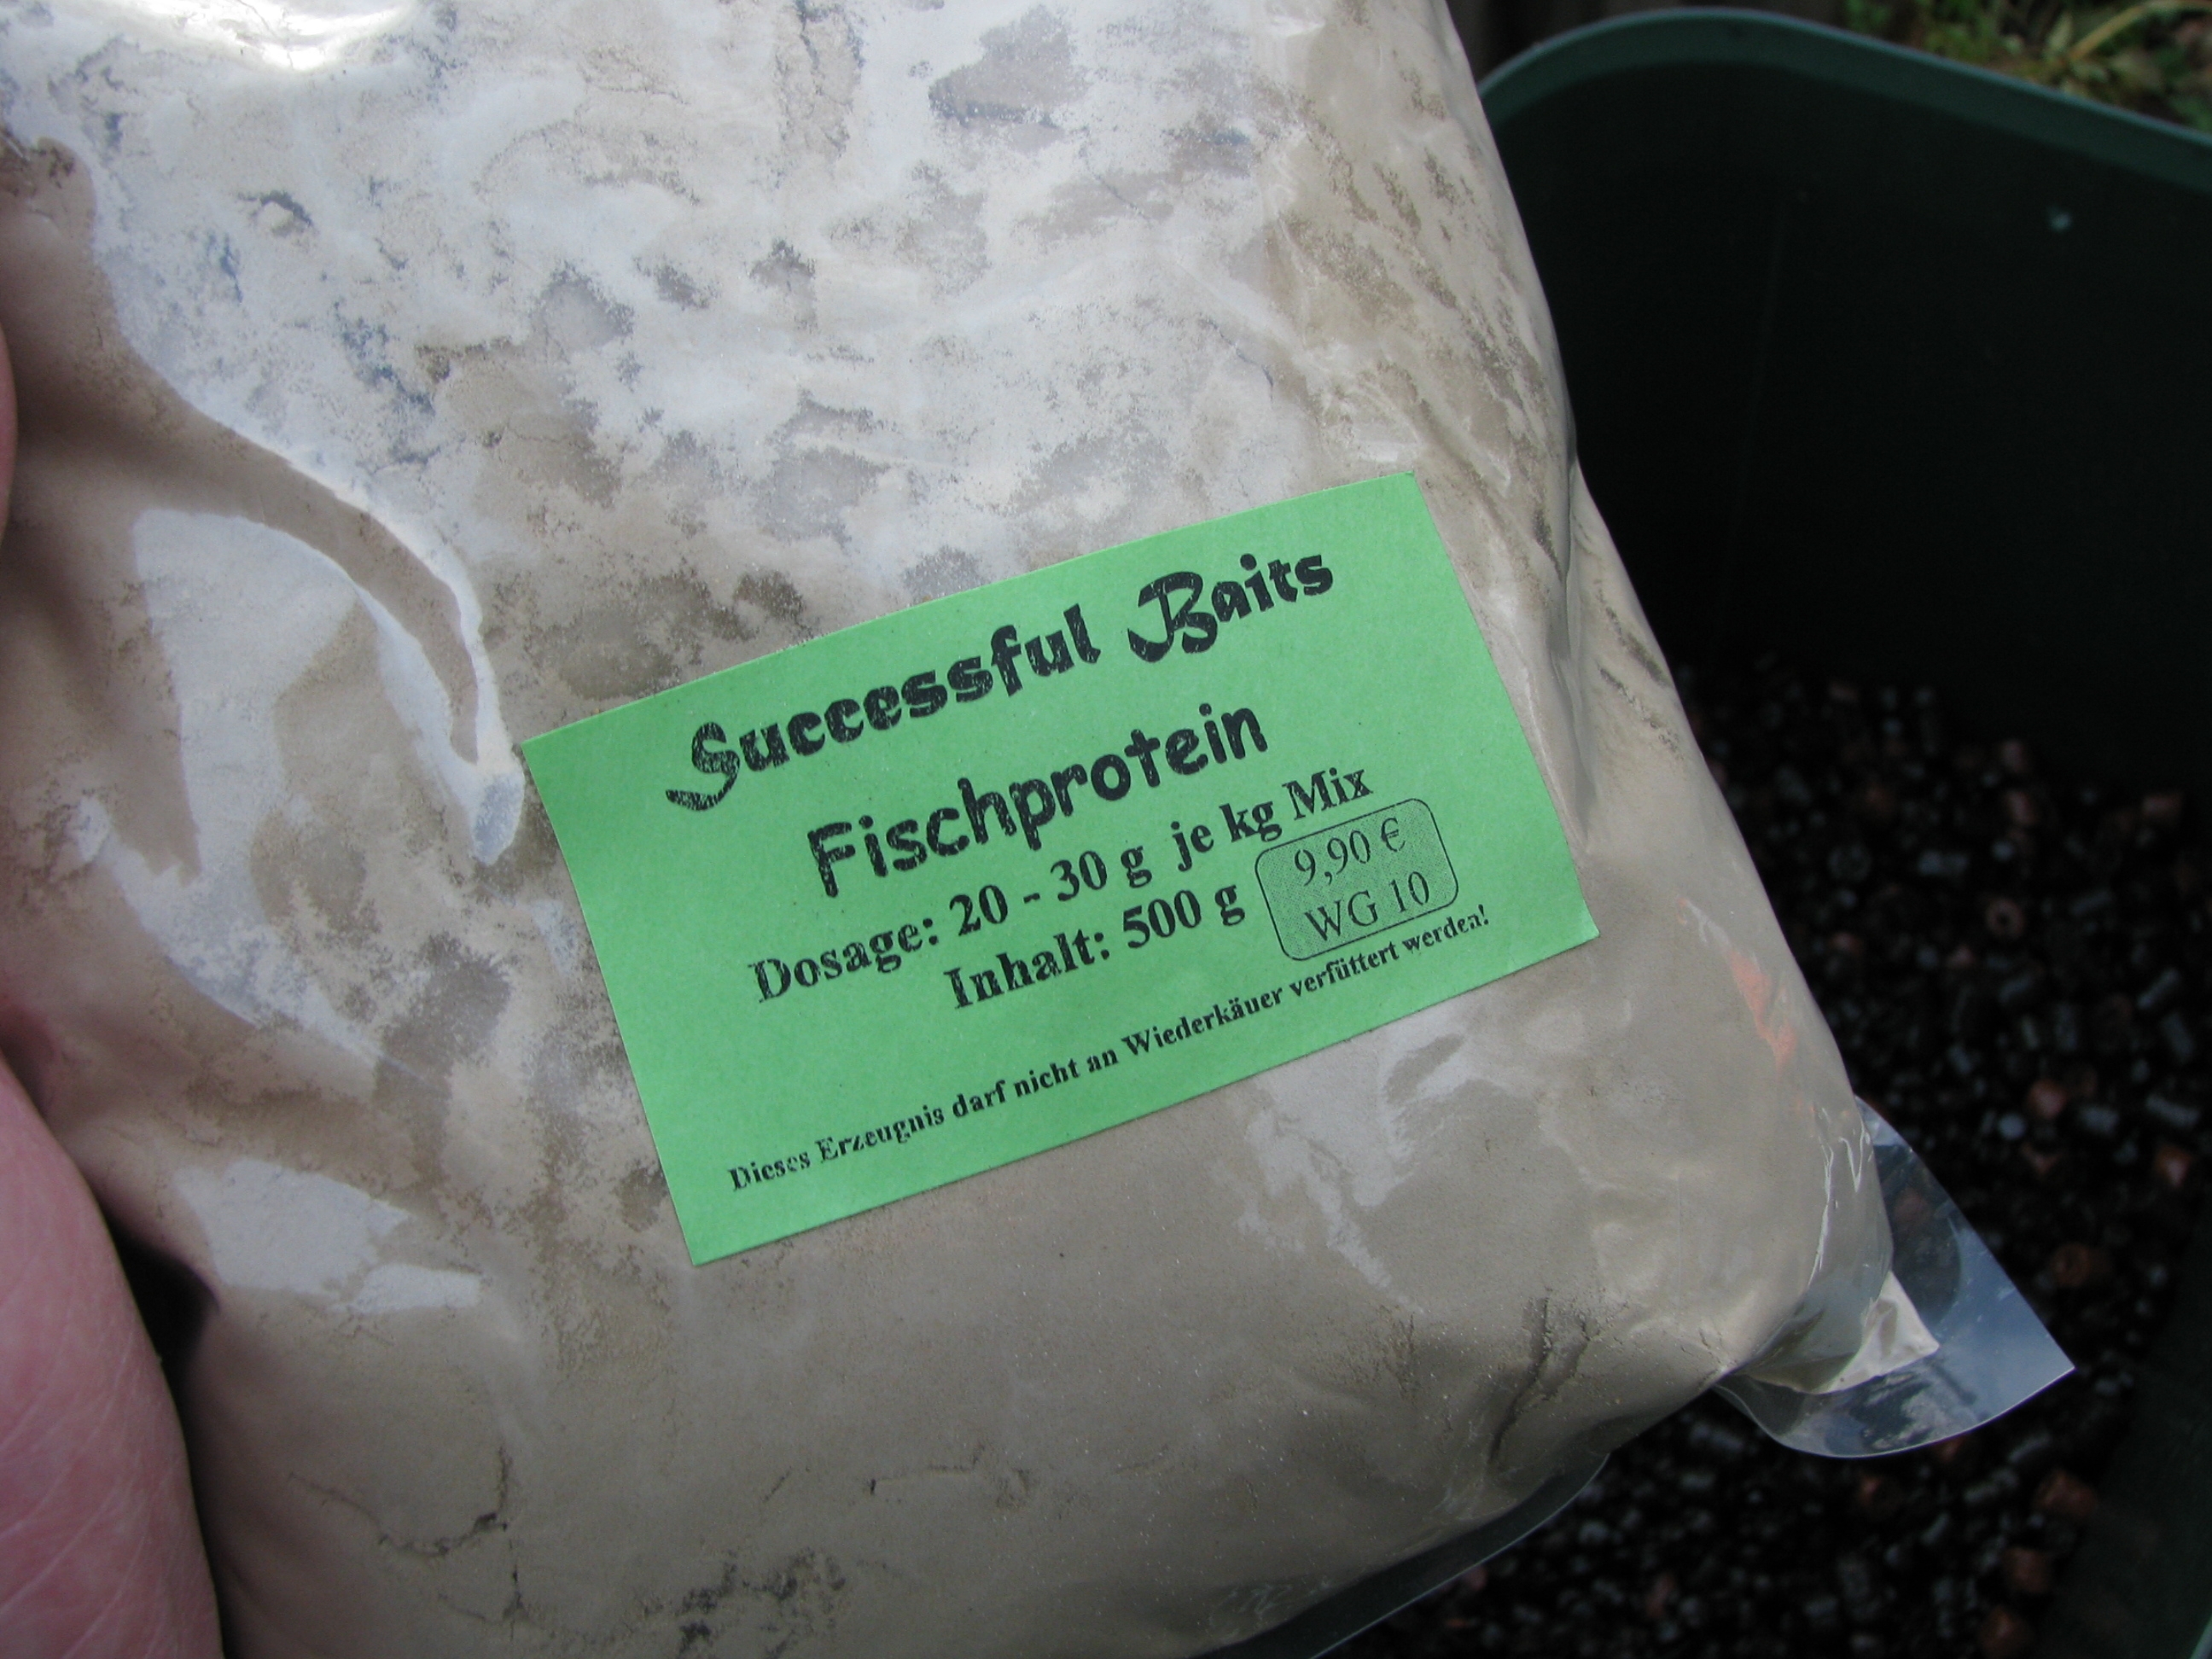 Successful Baits
Fischprotein
Dosage: 20 - 30 g je kg Mix
Inhalt: 500 g
9,90 €
WG 10
Dieses Erzeugnis darf nicht an Wiederkäuer verfüttert werden!